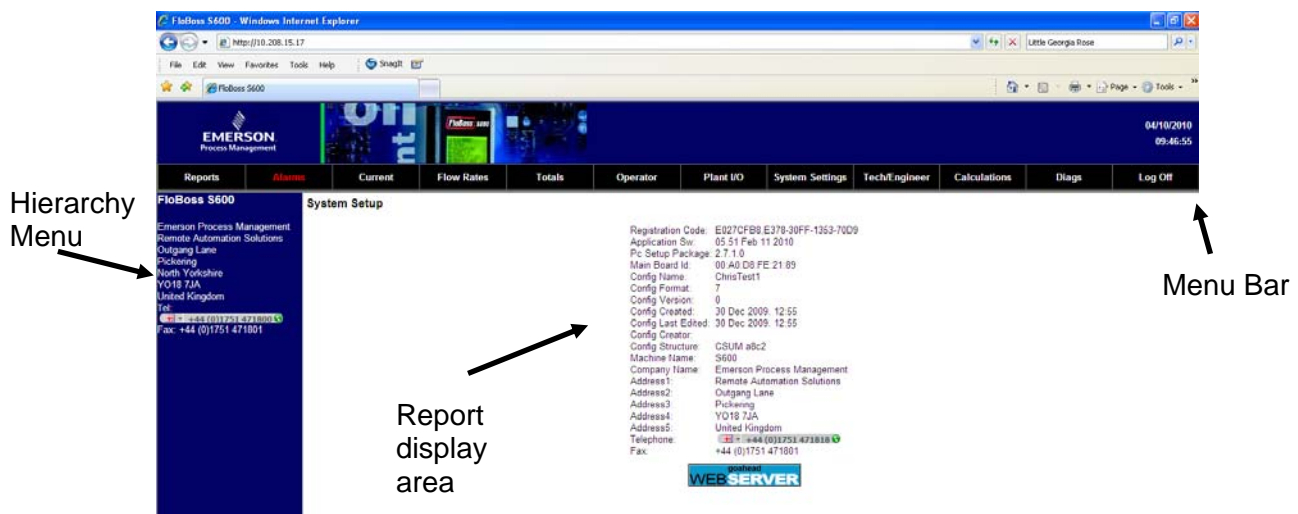 FloBoss S600 - Windows Internet Explorer
http://10.208.15.17
Little Georgia Rose
File Edit View Favorites Tools Help SnagIt
FloBoss S600
Page Tools
EMERSON
Process Management
FloBoss S600
04/10/2010
09:46:55
Reports Alarms Current Flow Rates Totals Operator Plant I/O System Settings Tech/Engineer Calculations Diags Log Off
Hierarchy
Menu
FloBoss S600
Emerson Process Management
Remote Automation Solutions
Outgang Lane
Pickering
North Yorkshire
YO18 7JA
United Kingdom
Tel:
+44 (0)1751 471800
Fax: +44 (0)1751 471801
System Setup
Registration Code: E027CFB8.E378-30FF-1353-70D9
Application Sw: 05.51 Feb 11 2010
Pc Setup Package: 2.7.1.0
Main Board Id: 00.A0.D8.FE.21.89
Config Name: ChrisTest1
Config Format: 7
Config Version: 0
Config Created: 30 Dec 2009. 12:55
Config Last Edited: 30 Dec 2009. 12:55
Config Creator:
Config Structure: CSUM a8c2
Machine Name: S600
Company Name: Emerson Process Management
Address1: Remote Automation Solutions
Address2: Outgang Lane
Address3: Pickering
Address4: YO18 7JA
Address5: United Kingdom
Telephone: +44 (0)1751 471818
Fax: +44 (0)1751 471801
goahead
WEBSERVER
Report
display
area
Menu Bar